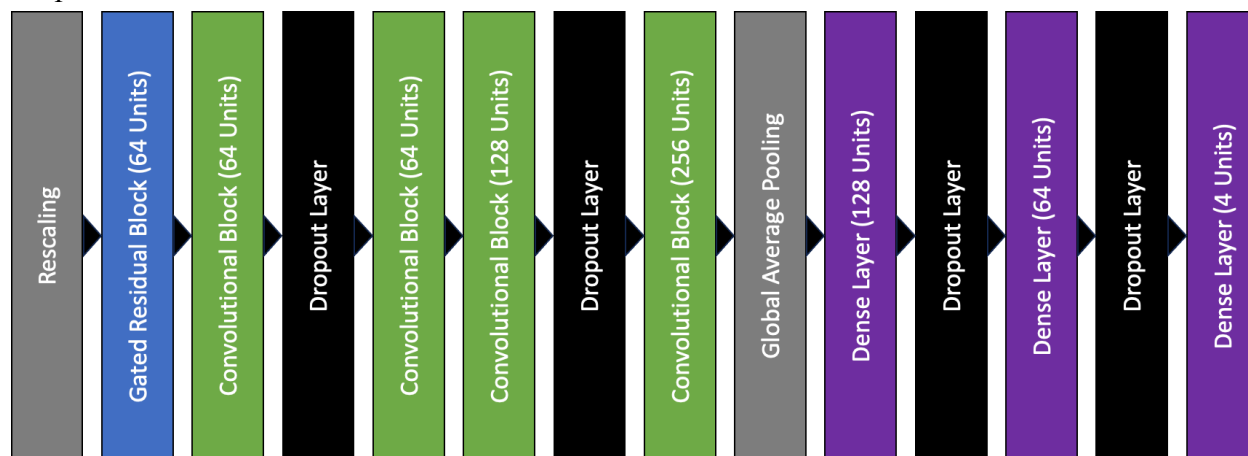 Rescaling
Gated Residual Block (64 Units)
Convolutional Block (64 Units)
Dropout Layer
Convolutional Block (64 Units)
Convolutional Block (128 Units)
Dropout Layer
Convolutional Block (256 Units)
Global Average Pooling
Dense Layer (128 Units)
Dropout Layer
Dense Layer (64 Units)
Dropout Layer
Dense Layer (4 Units)